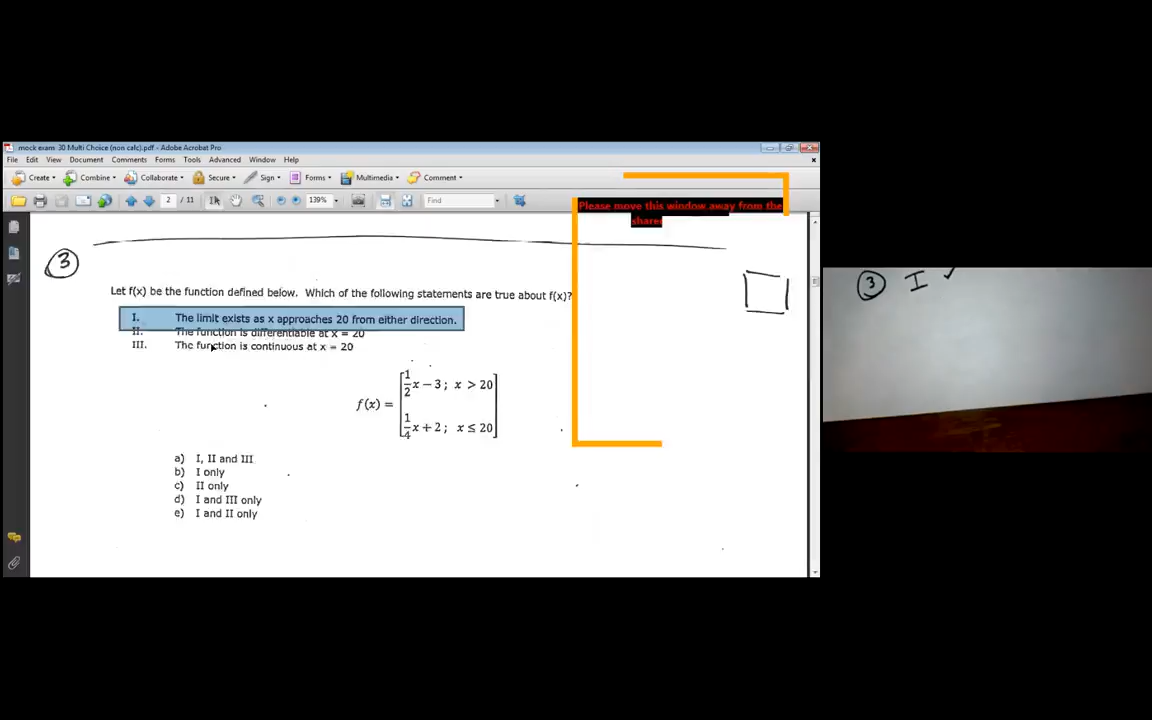 mock exam 30 Multi Choice (non calc).pdf - Adobe Acrobat Pro
File Edit View Document Comments Forms Tools Advanced Window Help
Create Combine Collaborate Secure Sign Forms Multimedia Comment
2 / 11 139% Find
Please move this window away from the
sharer
3
Let f(x) be the function defined below. Which of the following statements are true about f(x)?
I. The limit exists as x approaches 20 from either direction.
II. The function is differentiable at x = 20
III. The function is continuous at x = 20
f(x) = [1/2 x − 3 ; x > 20
1/4 x + 2 ; x ≤ 20]
a) I, II and III
b) I only
c) II only
d) I and III only
e) I and II only
3 I ✓